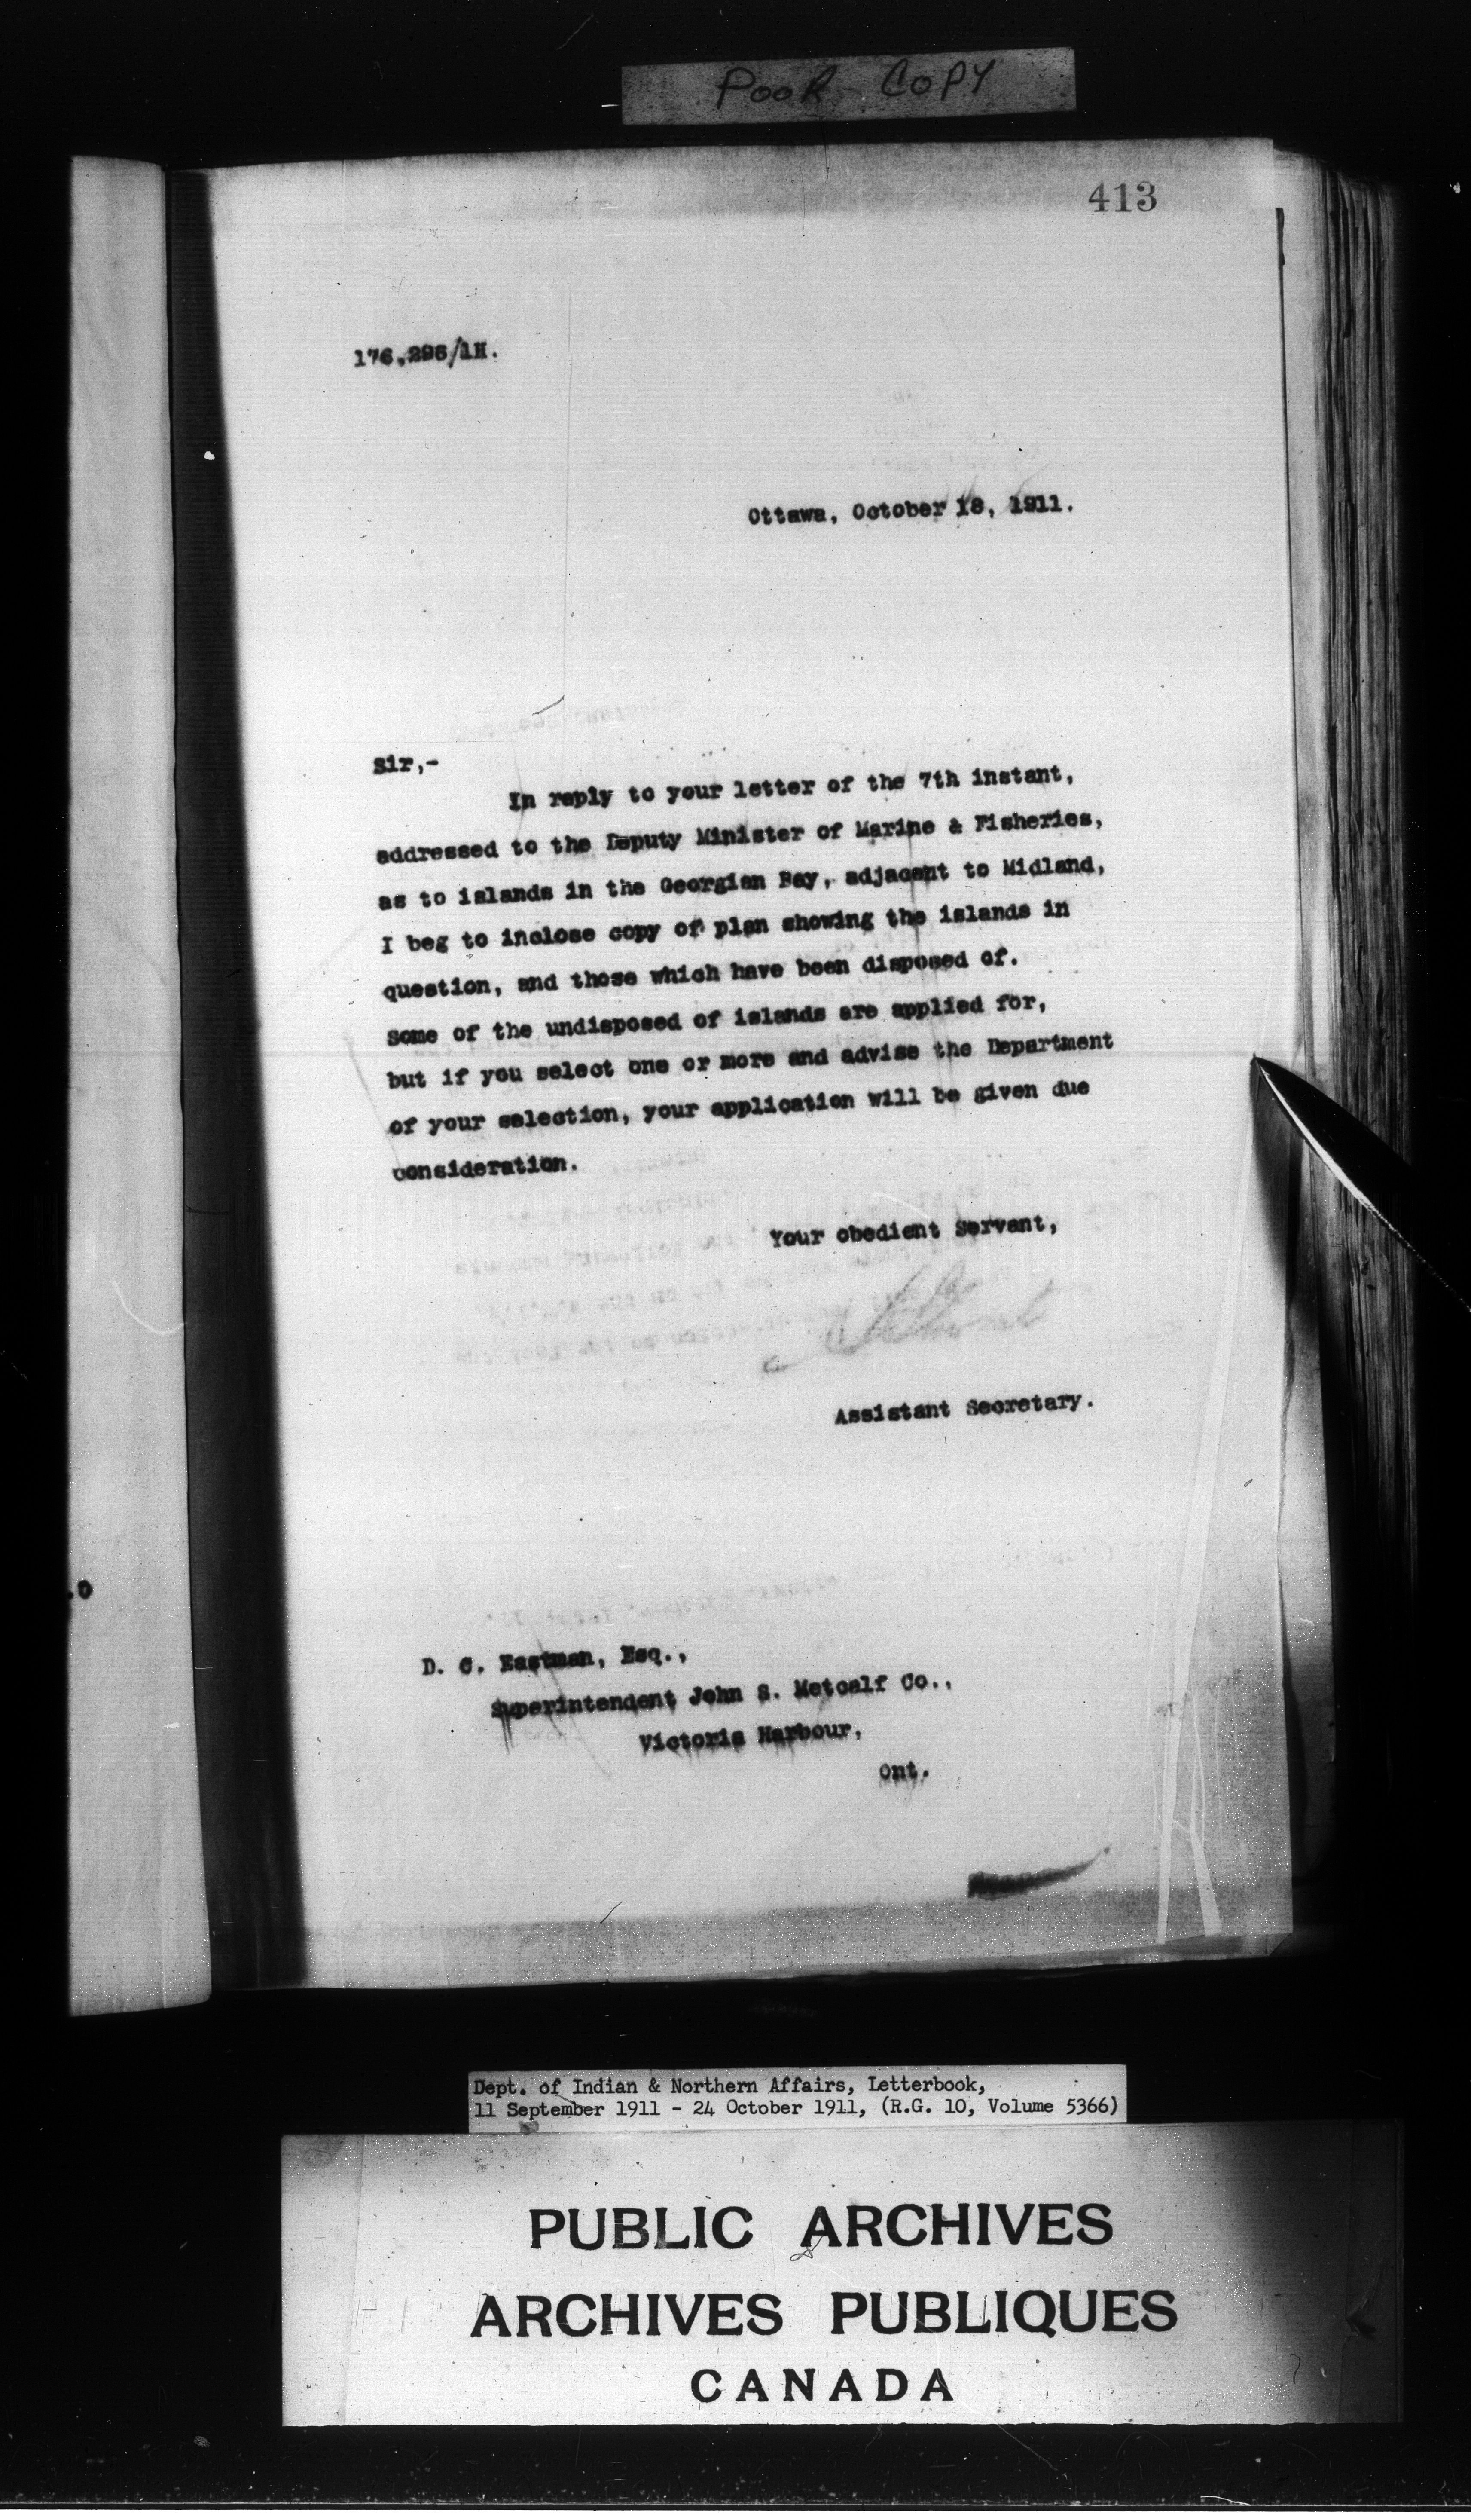 POOR COPY
413
176,296/1H.
Ottawa, October 18, 1911.
Sir,-
In reply to your letter of the 7th instant,
addressed to the Deputy Minister of Marine & Fisheries,
as to islands in the Georgian Bay, adjacent to Midland,
I beg to inclose copy of plan showing the islands in
question, and those which have been disposed of.
Some of the undisposed of islands are applied for,
but if you select one or more and advise the Department
of your selection, your application will be given due
consideration.
Your obedient Servant,
Assistant Secretary.
.0
D. C. Eastman, Esq.,
Superintendent John S. Metcalf Co.,
Victoria Harbour,
Ont.
Dept. of Indian & Northern Affairs, Letterbook,
11 September 1911 - 24 October 1911, (R.G. 10, Volume 5366)
PUBLIC ARCHIVES
ARCHIVES PUBLIQUES
CANADA